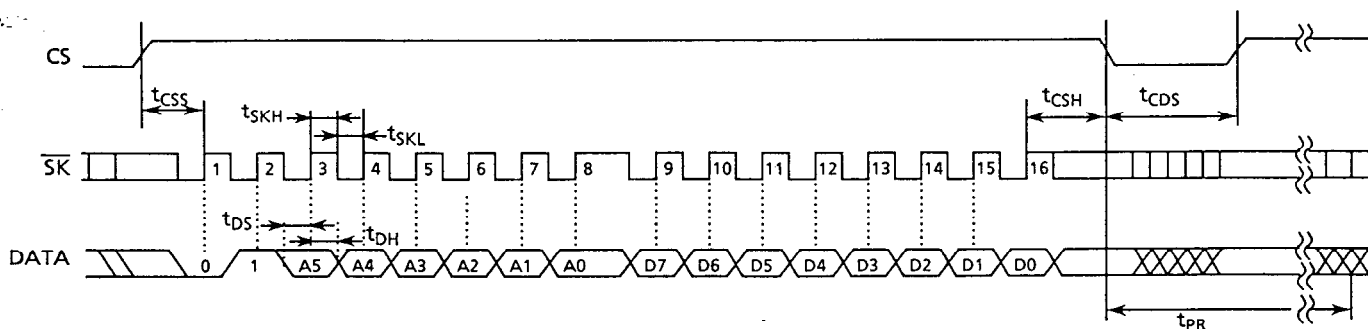 CS
tCSS
tSKH
tSKL
tCSH
tCDS
SK
1 2 3 4 5 6 7 8 9 10 11 12 13 14 15 16
tDS
tDH
DATA
0 1 A5 A4 A3 A2 A1 A0 D7 D6 D5 D4 D3 D2 D1 D0
tPR